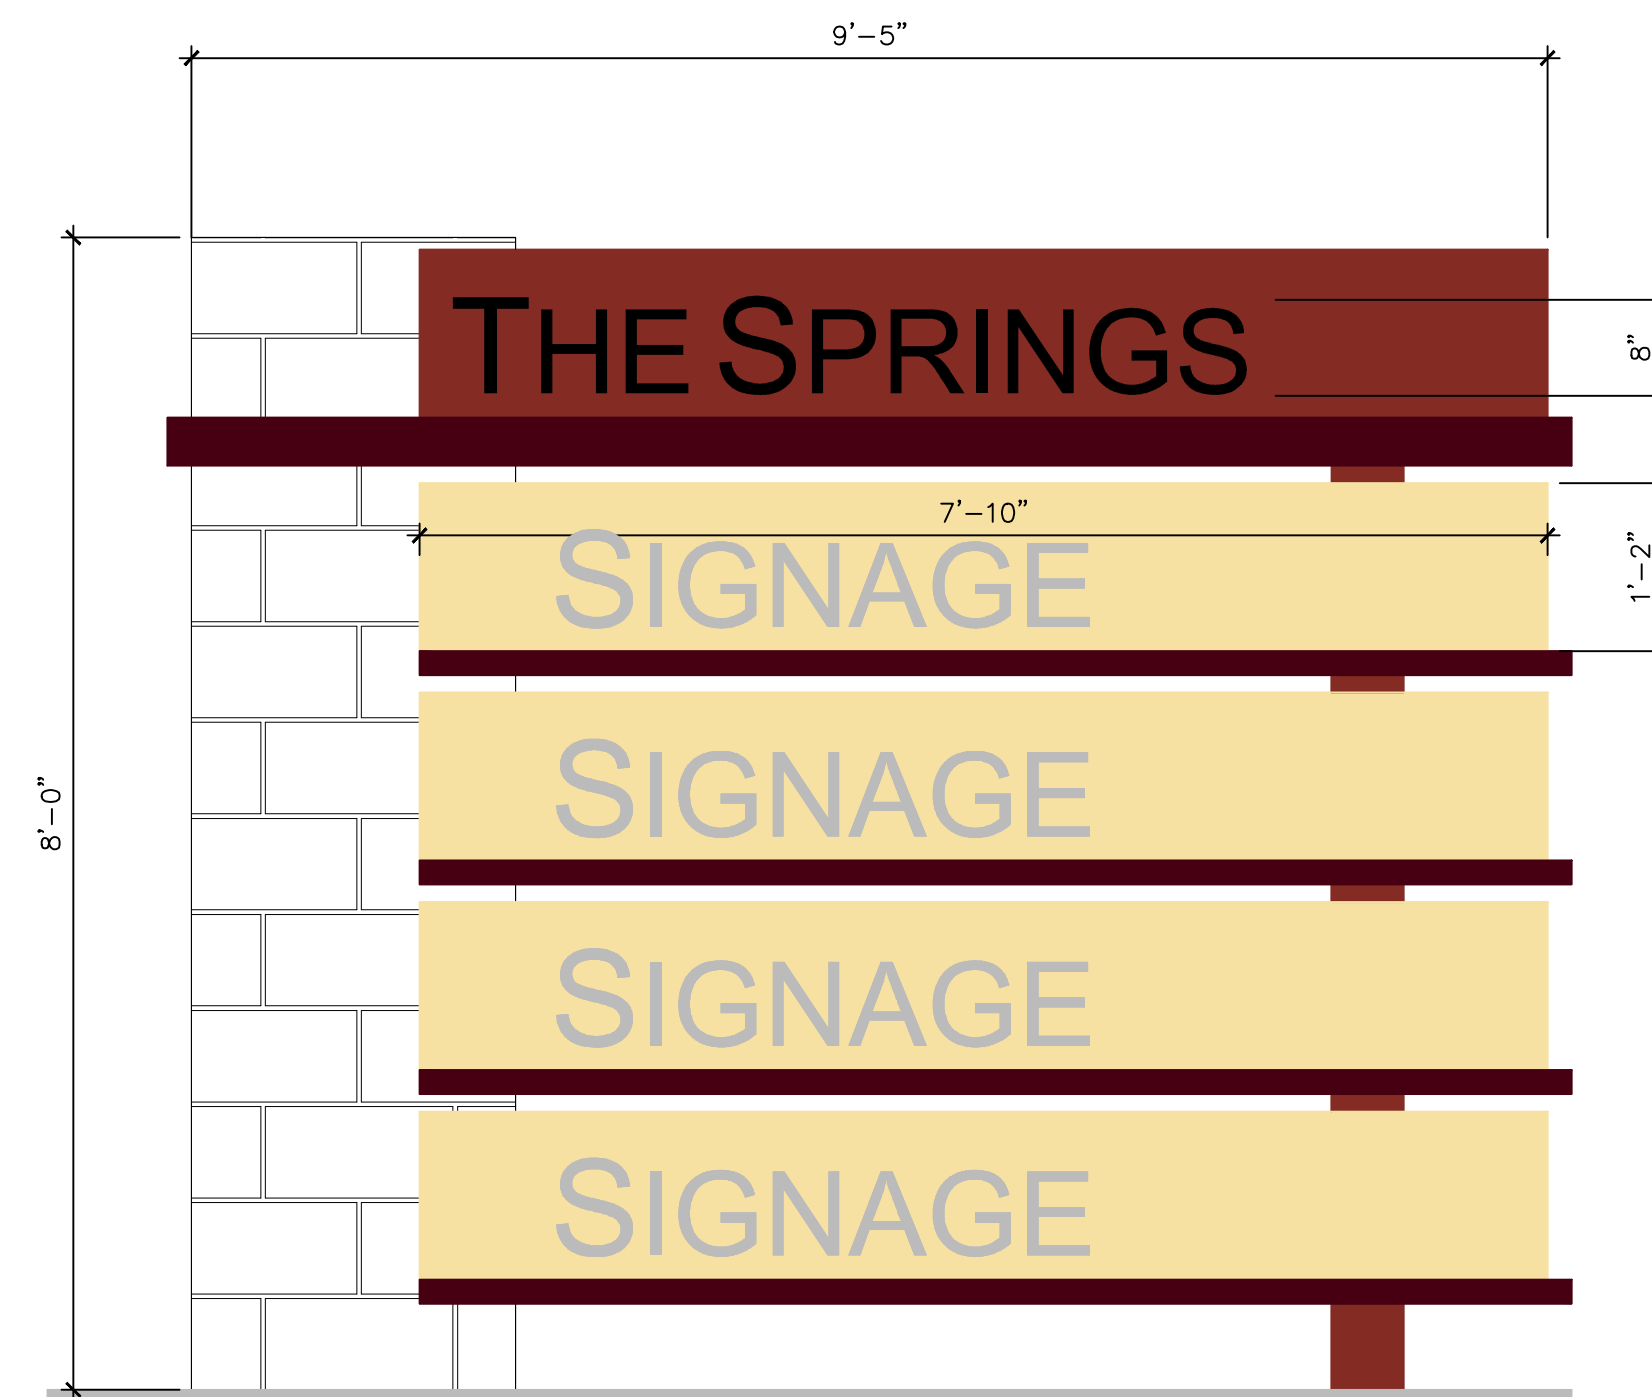 9’-5”
THE SPRINGS
8”
7’-10”
SIGNAGE
1’-2”
SIGNAGE
8’-0”
SIGNAGE
SIGNAGE